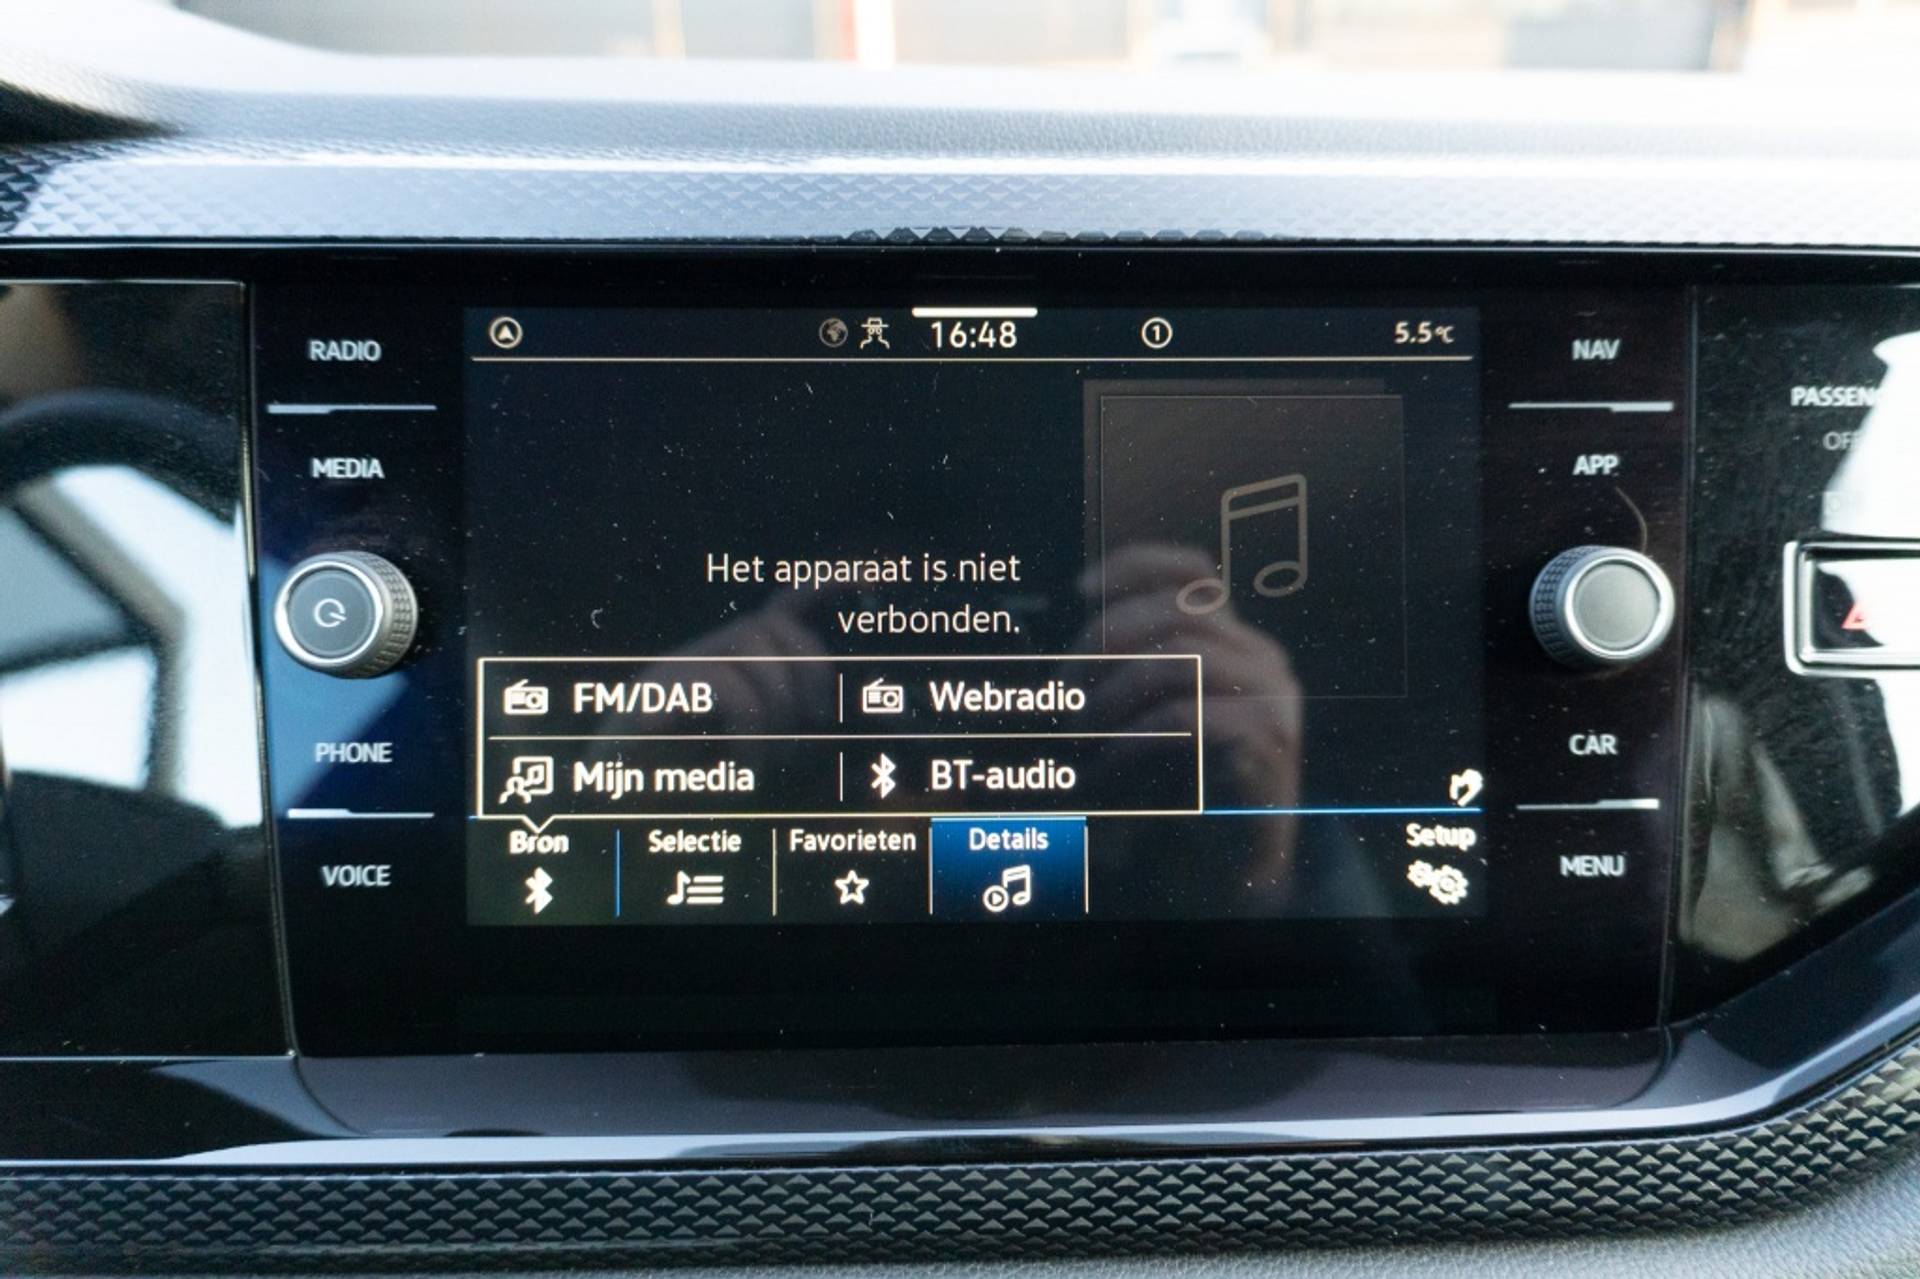 16:48
1
5.5°C
RADIO
MEDIA
PHONE
VOICE
Het apparaat is niet
verbonden.
FM/DAB
Webradio
Mijn media
BT-audio
Bron
Selectie
Favorieten
Details
Setup
NAV
APP
CAR
MENU